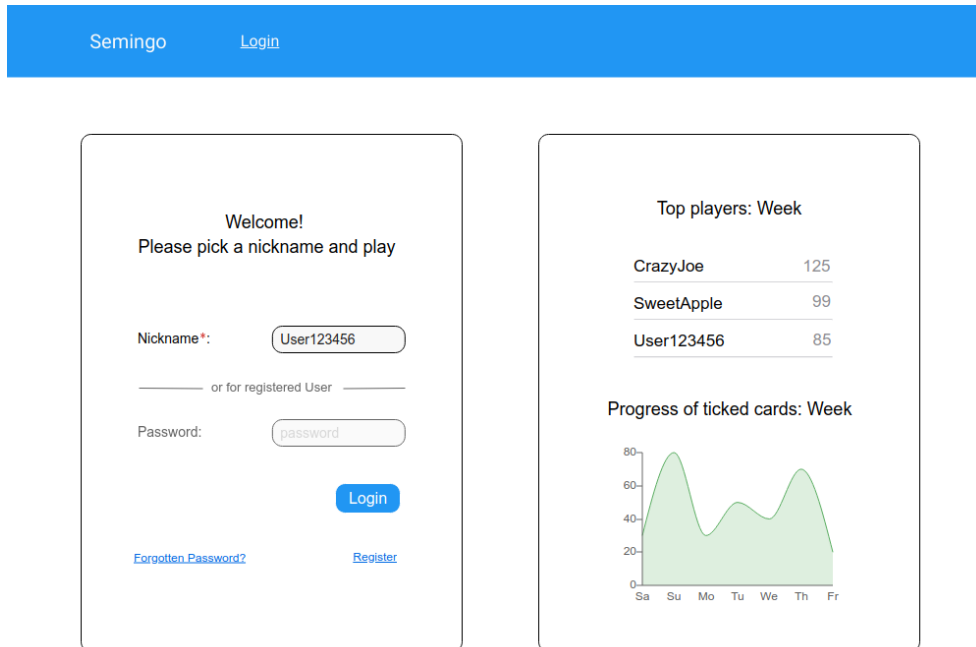 Semingo Login
Welcome!
Please pick a nickname and play
Nickname*: User123456
or for registered User
Password: password
Login
Forgotten Password? Register
Top players: Week
CrazyJoe 125
SweetApple 99
User123456 85
Progress of ticked cards: Week
80
60
40
20
0
Sa Su Mo Tu We Th Fr